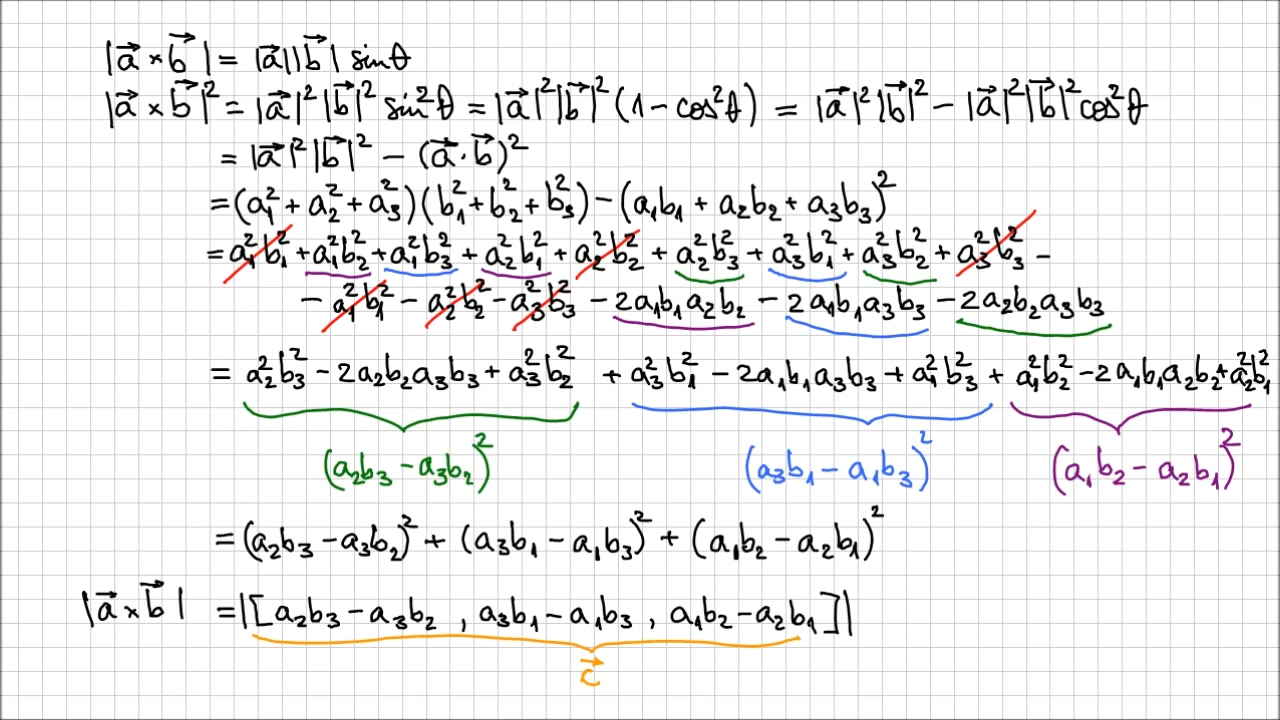 |a⃗ × b⃗| = |a⃗||b⃗| sinθ
|a⃗ × b⃗|² = |a⃗|²|b⃗|² sin²θ = |a⃗|²|b⃗|² (1 − cos²θ) = |a⃗|²|b⃗|² − |a⃗|²|b⃗|² cos²θ
= |a⃗|²|b⃗|² − (a⃗·b⃗)²
= (a₁² + a₂² + a₃²)(b₁² + b₂² + b₃²) − (a₁b₁ + a₂b₂ + a₃b₃)²
= a₁²b₁² + a₁²b₂² + a₁²b₃² + a₂²b₁² + a₂²b₂² + a₂²b₃² + a₃²b₁² + a₃²b₂² + a₃²b₃² −
− a₁²b₁² − a₂²b₂² − a₃²b₃² − 2a₁b₁a₂b₂ − 2a₁b₁a₃b₃ − 2a₂b₂a₃b₃
= a₂²b₃² − 2a₂b₂a₃b₃ + a₃²b₂² + a₃²b₁² − 2a₁b₁a₃b₃ + a₁²b₃² + a₁²b₂² − 2a₁b₁a₂b₂ + a₂²b₁²
(a₂b₃ − a₃b₂)² (a₃b₁ − a₁b₃)² (a₁b₂ − a₂b₁)²
= (a₂b₃ − a₃b₂)² + (a₃b₁ − a₁b₃)² + (a₁b₂ − a₂b₁)²
|a⃗ × b⃗| = |[a₂b₃ − a₃b₂ , a₃b₁ − a₁b₃ , a₁b₂ − a₂b₁]|
c⃗